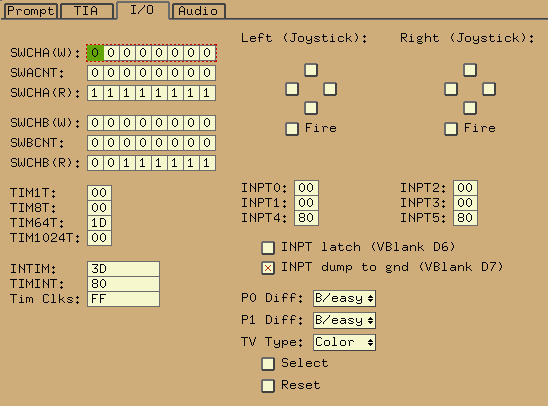 Prompt TIA I/O Audio
Left (Joystick): Right (Joystick):
SWCHA(W): 0 0 0 0 0 0 0 0
SWACNT: 0 0 0 0 0 0 0 0
SWCHA(R): 1 1 1 1 1 1 1 1
SWCHB(W): 0 0 0 0 0 0 0 0
SWBCNT: 0 0 0 0 0 0 0 0
SWCHB(R): 0 0 1 1 1 1 1 1
Fire Fire
TIM1T: 00
TIM8T: 00
TIM64T: 1D
TIM1024T: 00
INTIM: 3D
TIMINT: 80
Tim Clks: FF
INPT0: 00 INPT2: 00
INPT1: 00 INPT3: 00
INPT4: 80 INPT5: 80
INPT latch (VBlank D6)
INPT dump to gnd (VBlank D7)
P0 Diff: B/easy
P1 Diff: B/easy
TV Type: Color
Select
Reset